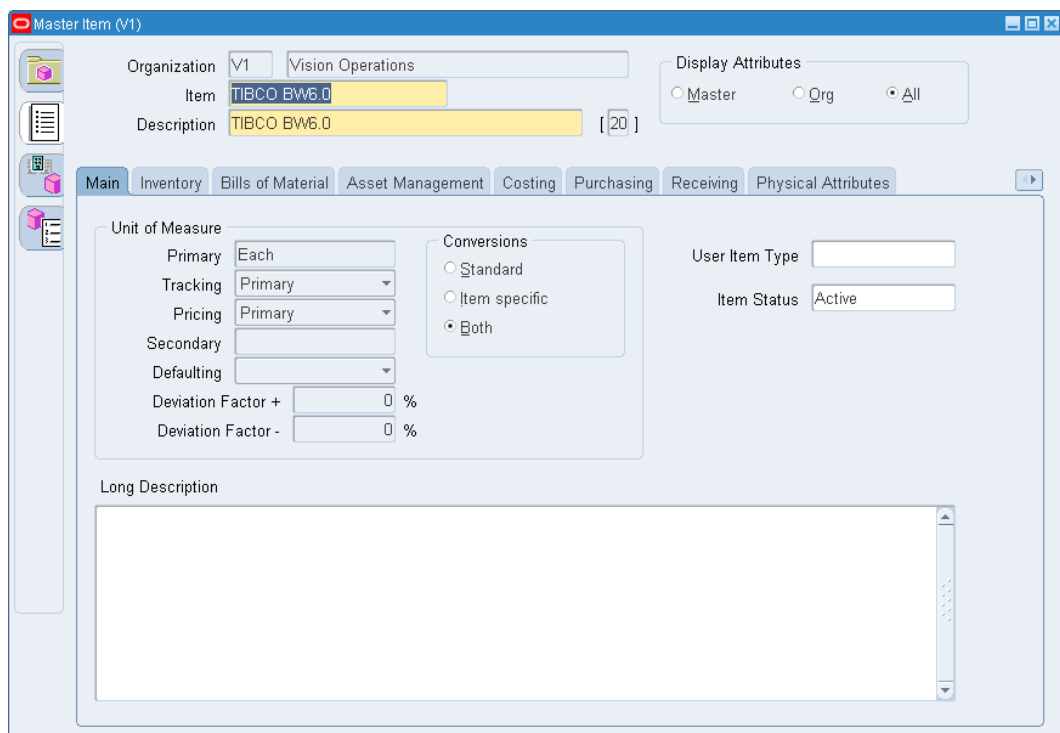 Master Item (V1)
Organization V1 Vision Operations
Item TIBCO BW6.0
Description TIBCO BW6.0 [ 20 ]
Display Attributes
Master Org All
Main Inventory Bills of Material Asset Management Costing Purchasing Receiving Physical Attributes
Unit of Measure
Primary Each
Tracking Primary
Pricing Primary
Secondary
Defaulting
Deviation Factor + 0 %
Deviation Factor - 0 %
Conversions
Standard
Item specific
Both
User Item Type
Item Status Active
Long Description